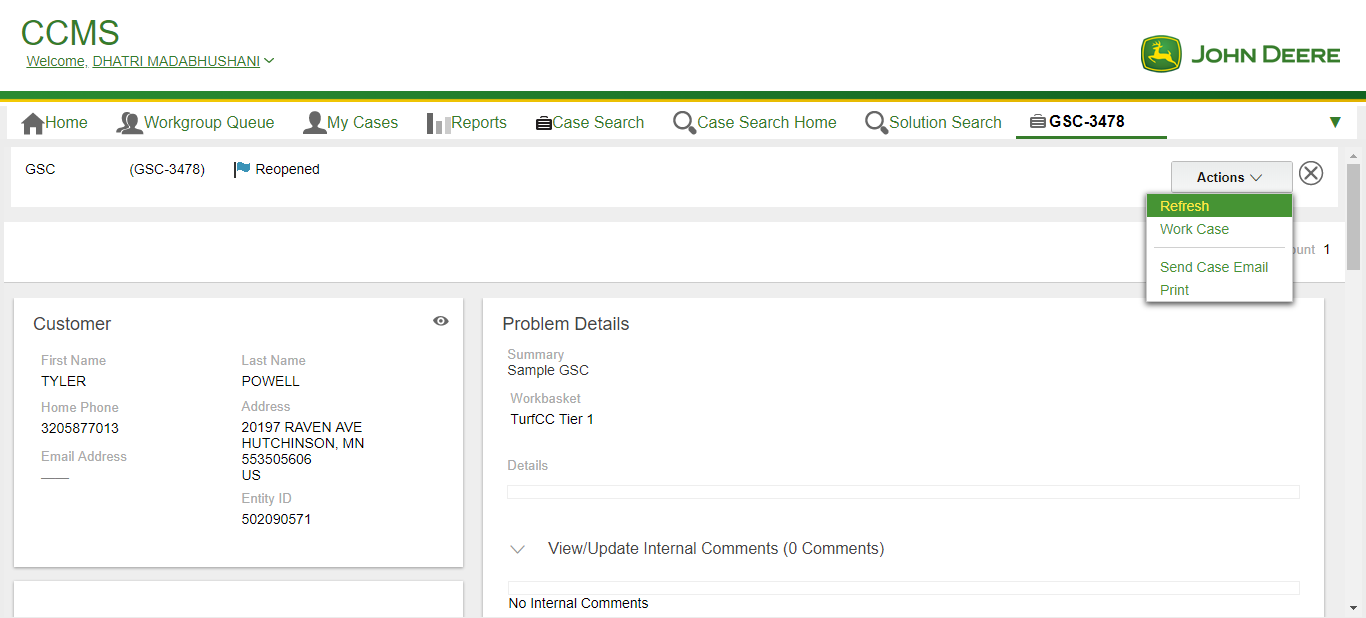 CCMS
Welcome, DHATRI MADABHUSHANI
JOHN DEERE
Home Workgroup Queue My Cases Reports Case Search Case Search Home Solution Search GSC-3478
GSC (GSC-3478) Reopened
Actions
Refresh
Work Case
Send Case Email
Print
1
Customer
First Name Last Name
TYLER POWELL
Home Phone Address
3205877013 20197 RAVEN AVE
HUTCHINSON, MN
Email Address 553505606
US
Entity ID
502090571
Problem Details
Summary
Sample GSC
Workbasket
TurfCC Tier 1
Details
View/Update Internal Comments (0 Comments)
No Internal Comments